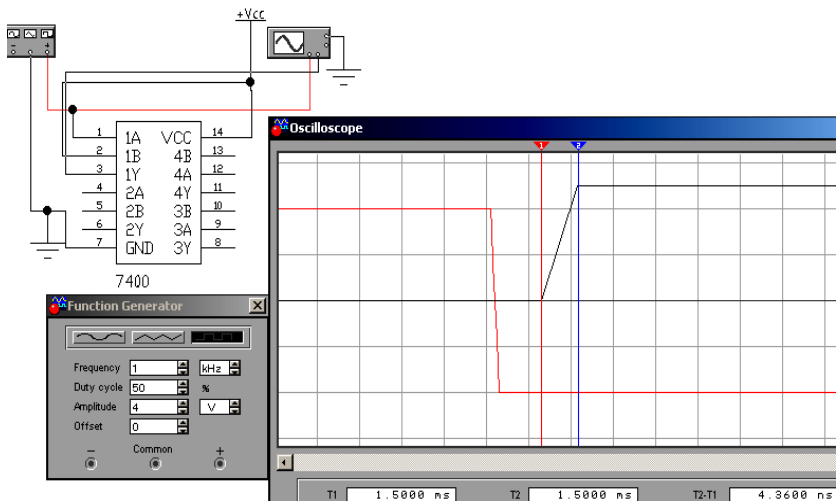 +Vcc
1 1A VCC 14
2 1B 4B 13
3 1Y 4A 12
4 2A 4Y 11
5 2B 3B 10
6 2Y 3A 9
7 GND 3Y 8
7400
Oscilloscope
1 2
Function Generator
Frequency 1 kHz
Duty cycle 50 %
Amplitude 4 V
Offset 0
− Common +
T1 1.5000 ms T2 1.5000 ms T2-T1 4.3600 ns